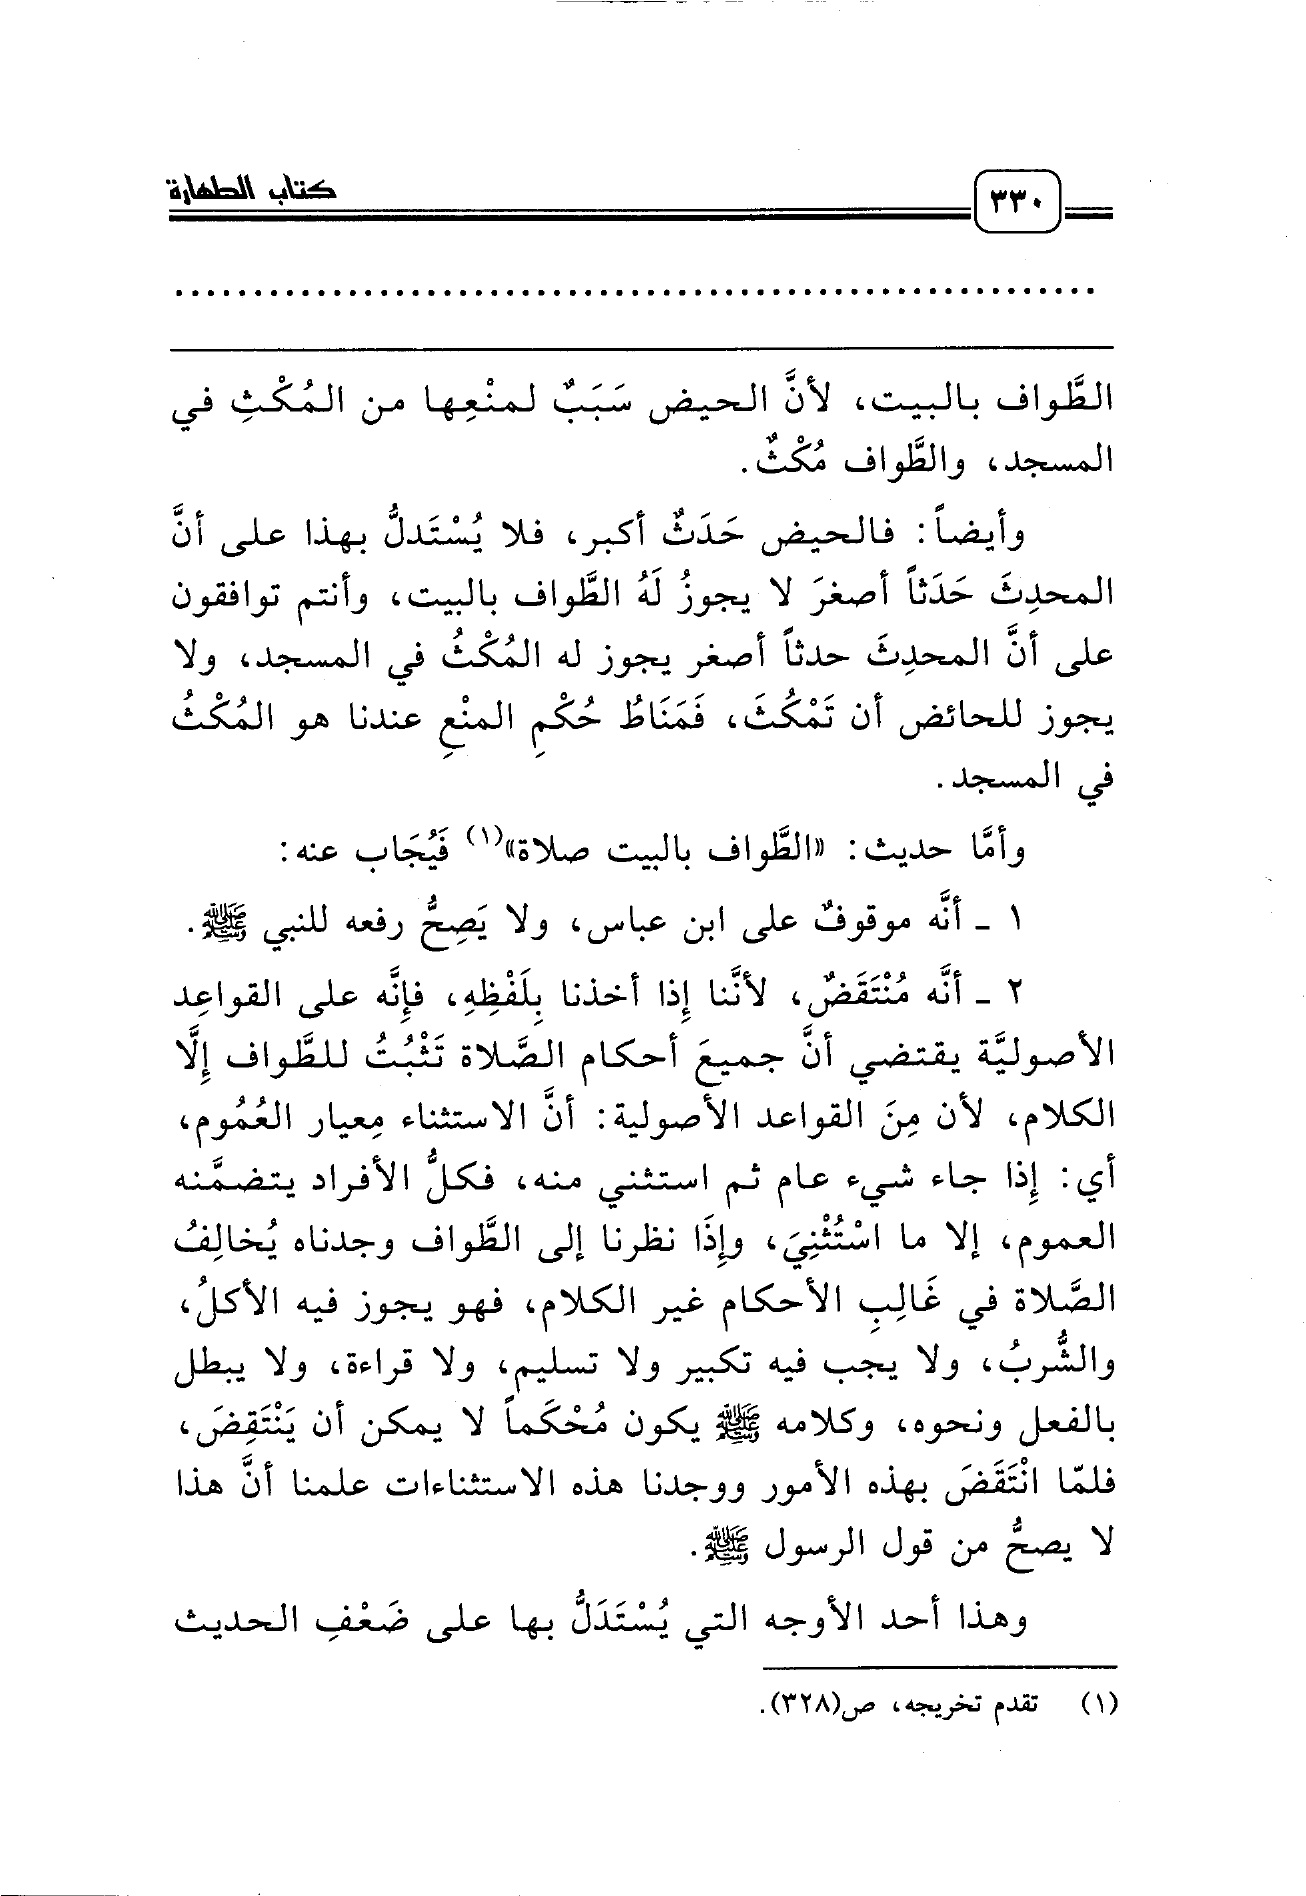 ٣٣٠
كتاب الطهارة
............................................................
الطَّواف بالبيت، لأنَّ الحيض سَبَبٌ لمنْعِها من المُكْثِ في
المسجد، والطَّواف مُكْثٌ.
وأيضاً: فالحيض حَدَثٌ أكبر، فلا يُسْتَدلُّ بهذا على أنَّ
المحدِثَ حَدَثاً أصغرَ لا يجوزُ لَهُ الطَّواف بالبيت، وأنتم توافقون
على أنَّ المحدِثَ حدثاً أصغر يجوز له المُكْثُ في المسجد، ولا
يجوز للحائض أن تَمْكُثَ، فَمَنَاطُ حُكْمِ المنْعِ عندنا هو المُكْثُ
في المسجد.
وأمَّا حديث: «الطَّواف بالبيت صلاة»(١) فَيُجَاب عنه:
١ ـ أنَّه موقوفٌ على ابن عباس، ولا يَصِحُّ رفعه للنبي ﷺ.
٢ ـ أنَّه مُنْتَقَضٌ، لأنَّنا إِذا أخذنا بِلَفْظِهِ، فإِنَّه على القواعِد
الأصوليَّة يقتضي أنَّ جميعَ أحكام الصَّلاة تَثْبُتُ للطَّواف إِلَّا
الكلام، لأن مِنَ القواعد الأصولية: أنَّ الاستثناء مِعيار العُمُوم،
أي: إِذا جاء شيء عام ثم استثني منه، فكلُّ الأفراد يتضمَّنه
العموم، إلا ما اسْتُثْنِيَ، وإِذَا نظرنا إلى الطَّواف وجدناه يُخالِفُ
الصَّلاة في غَالِبِ الأحكام غير الكلام، فهو يجوز فيه الأكلُ،
والشُّربُ، ولا يجب فيه تكبير ولا تسليم، ولا قراءة، ولا يبطل
بالفعل ونحوه، وكلامه ﷺ يكون مُحْكَماً لا يمكن أن يَنْتَقِضَ،
فلمّا انْتَقَضَ بهذه الأمور ووجدنا هذه الاستثناءات علمنا أنَّ هذا
لا يصحُّ من قول الرسول ﷺ.
وهذا أحد الأوجه التي يُسْتَدَلُّ بها على ضَعْفِ الحديث
(١) تقدم تخريجه، ص(٣٢٨).